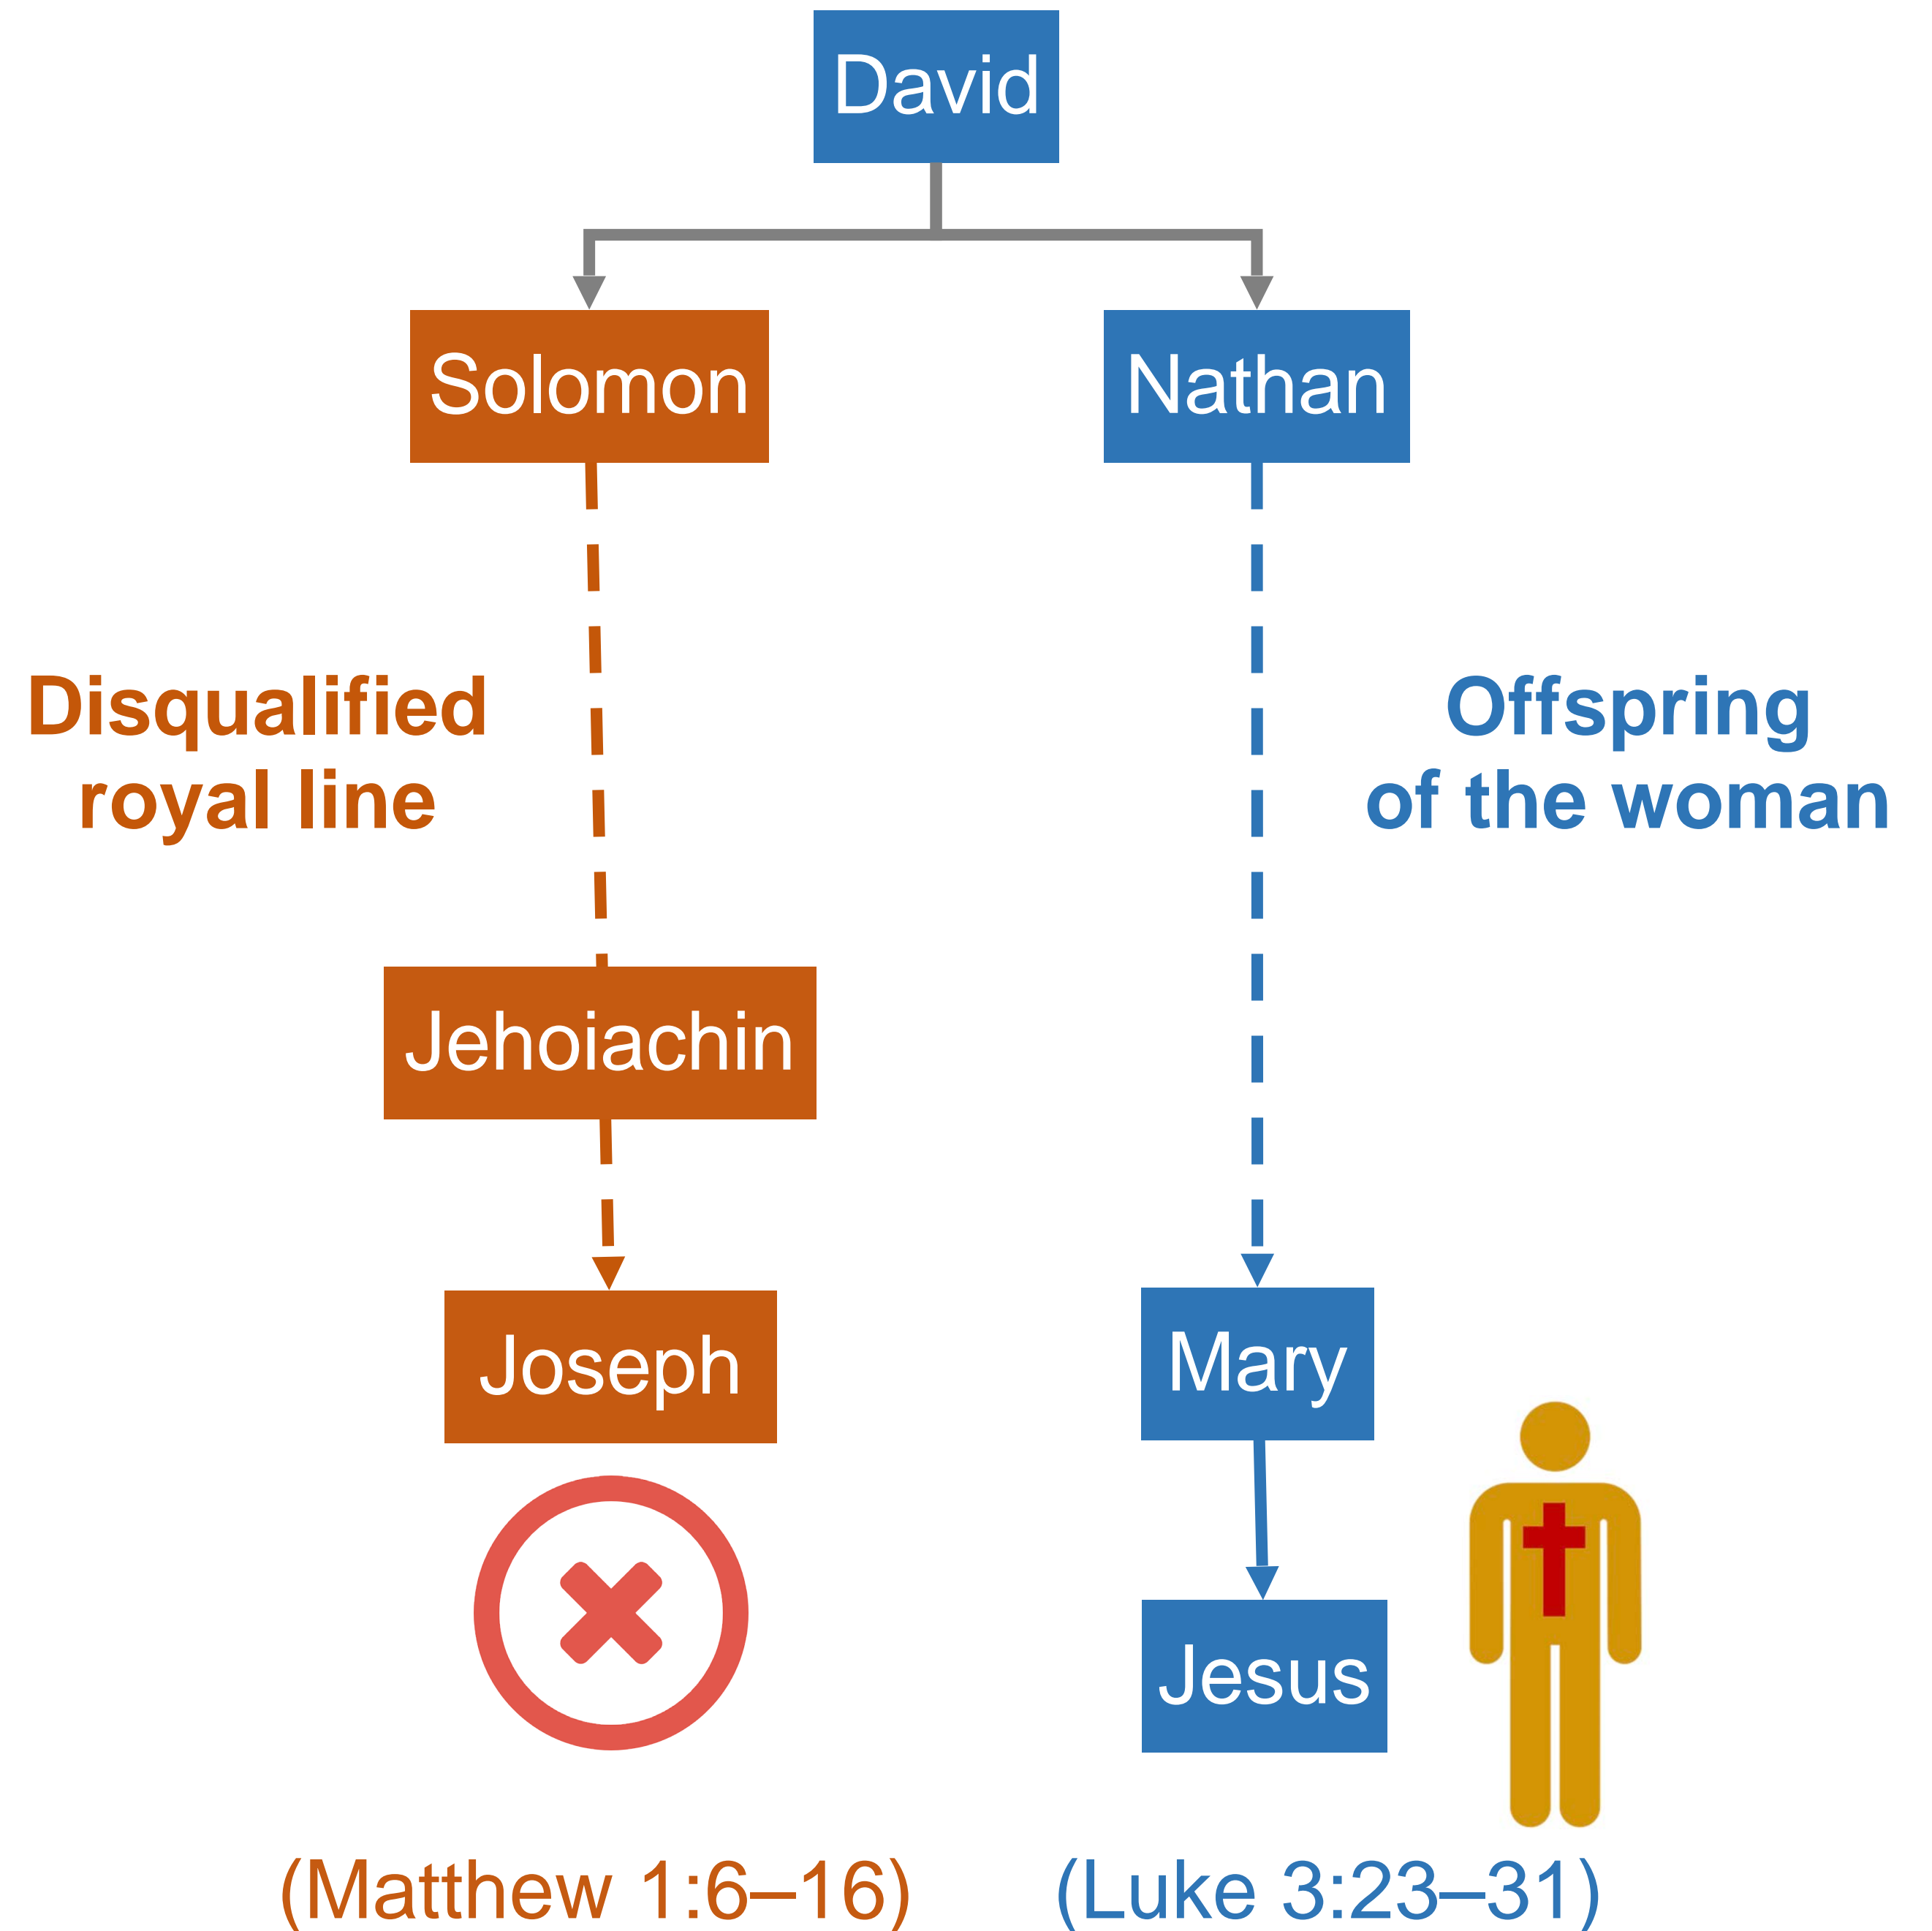 David
Solomon
Nathan
Disqualified
royal line
Offspring
of the woman
Jehoiachin
Joseph
Mary
Jesus
(Matthew 1:6–16)
(Luke 3:23–31)